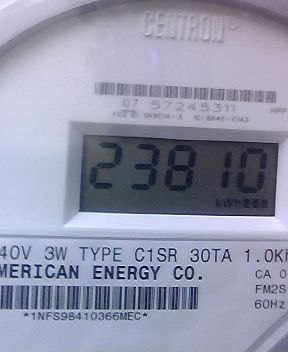 CENTRON®
07 57245311
23810
kWh
40V 3W TYPE C1SR 30TA 1.0K
MERICAN ENERGY CO.
CA 0
FM2S
60Hz
*1NFS98410366MEC*